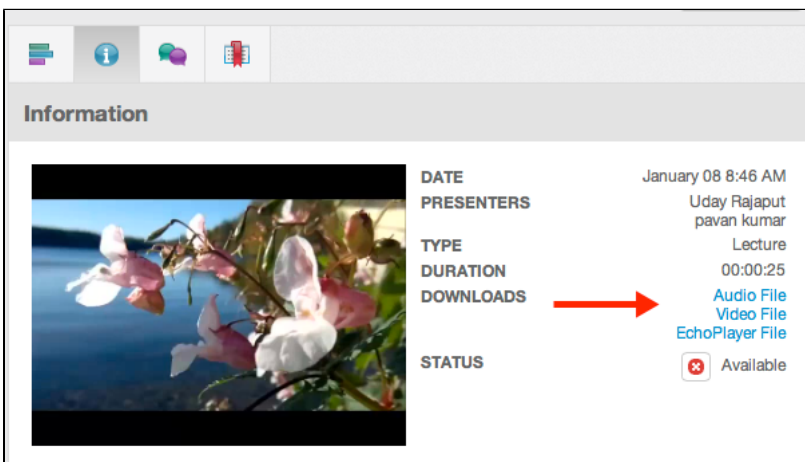 Information
DATE January 08 8:46 AM
PRESENTERS Uday Rajaput
pavan kumar
TYPE Lecture
DURATION 00:00:25
DOWNLOADS Audio File
Video File
EchoPlayer File
STATUS Available